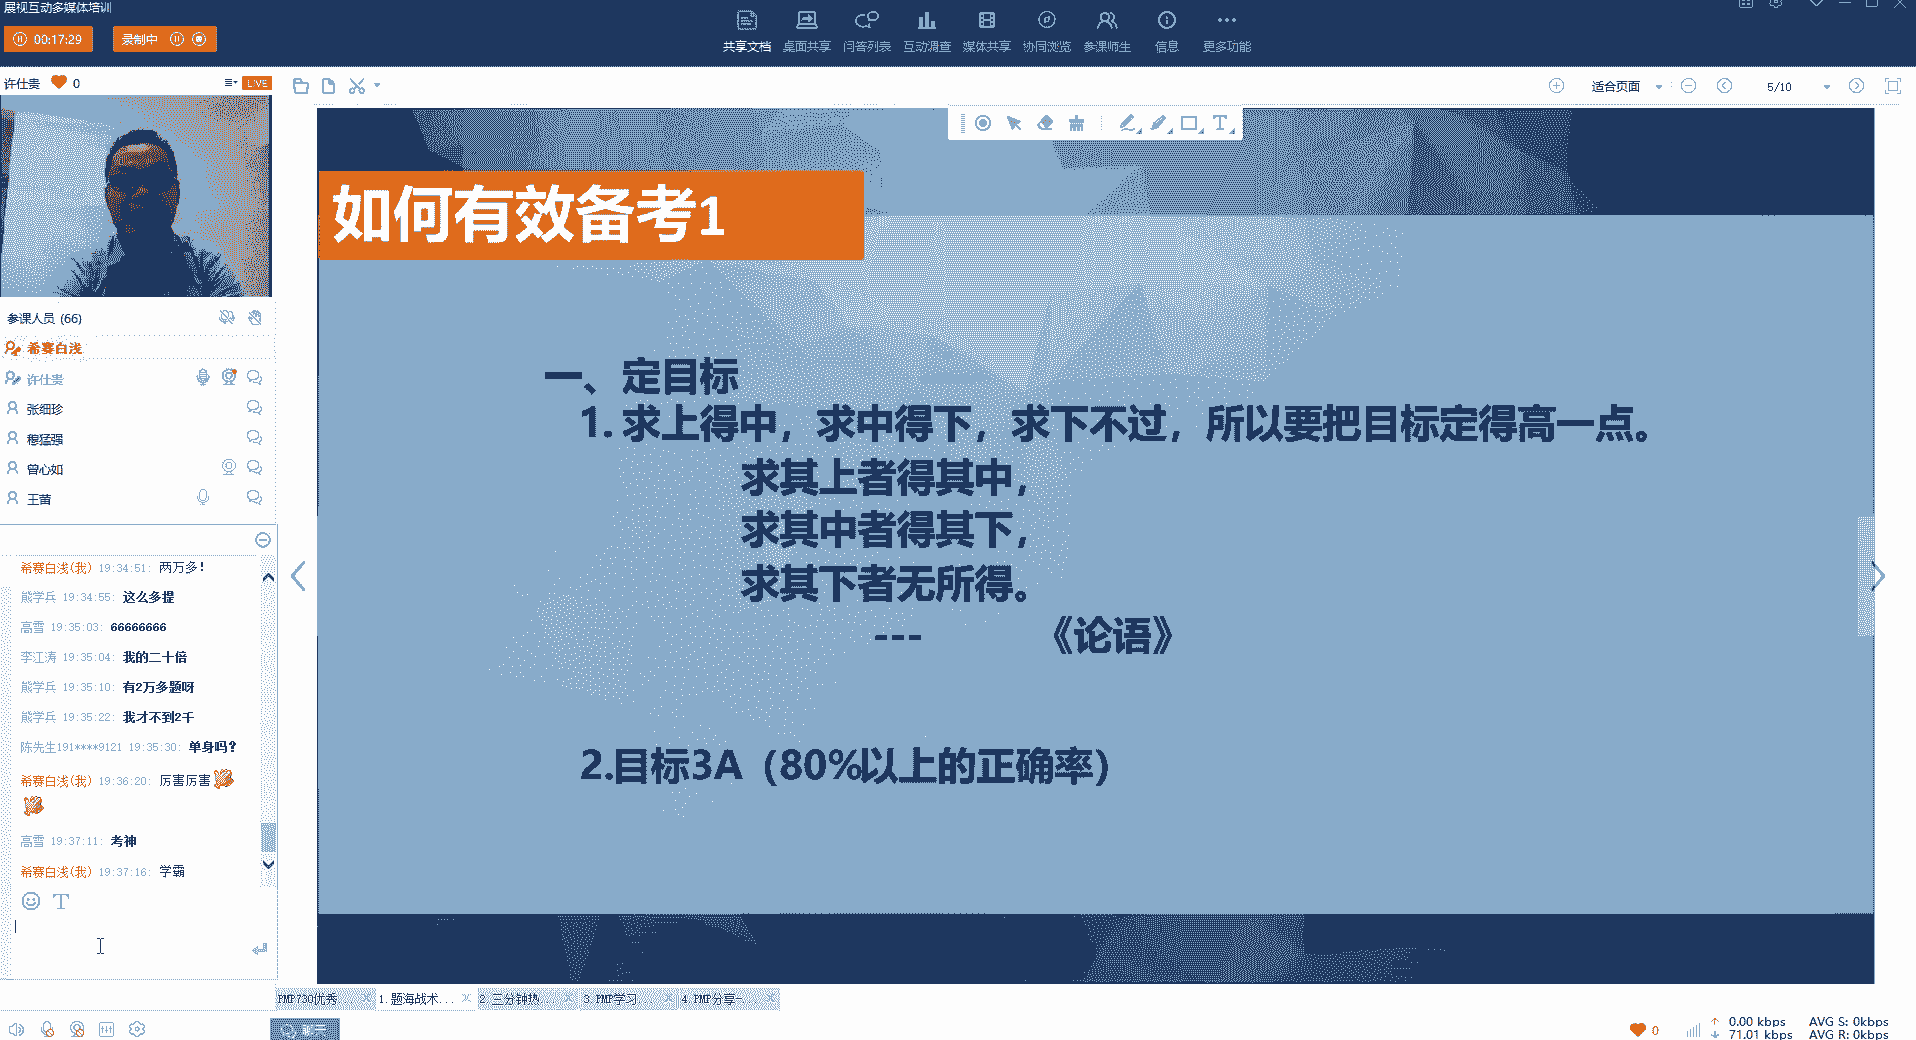 展视互动多媒体培训
00:17:29
录制中
共享文档 桌面共享 问答列表 互动调查 媒体共享 协同浏览 参课师生 信息 更多功能
许仕贵 0
LIVE
适合页面
5/10
参课人员 (66)
希赛白浅
许仕贵
张细珍
穆猛强
曾心如
王苗
希赛白浅(我) 19:34:51: 两万多!
熊学兵 19:34:55: 这么多提
高雪 19:35:03: 66666666
李江涛 19:35:04: 我的二十倍
熊学兵 19:35:10: 有2万多题呀
熊学兵 19:35:22: 我才不到2千
陈先生191****9121 19:35:30: 单身吗?
希赛白浅(我) 19:36:20: 厉害厉害
高雪 19:37:11: 考神
希赛白浅(我) 19:37:16: 学霸
如何有效备考1
一、定目标
1. 求上得中，求中得下，求下不过，所以要把目标定得高一点。
求其上者得其中，
求其中者得其下，
求其下者无所得。
--- 《论语》
2.目标3A（80%以上的正确率）
PMP730优秀... 1.题海战术... 2.三分钟热... 3.PMP学习... 4.PMP分享-...
0
0.00 kbps AVG S: 0kbps
71.01 kbps AVG R: 0kbps